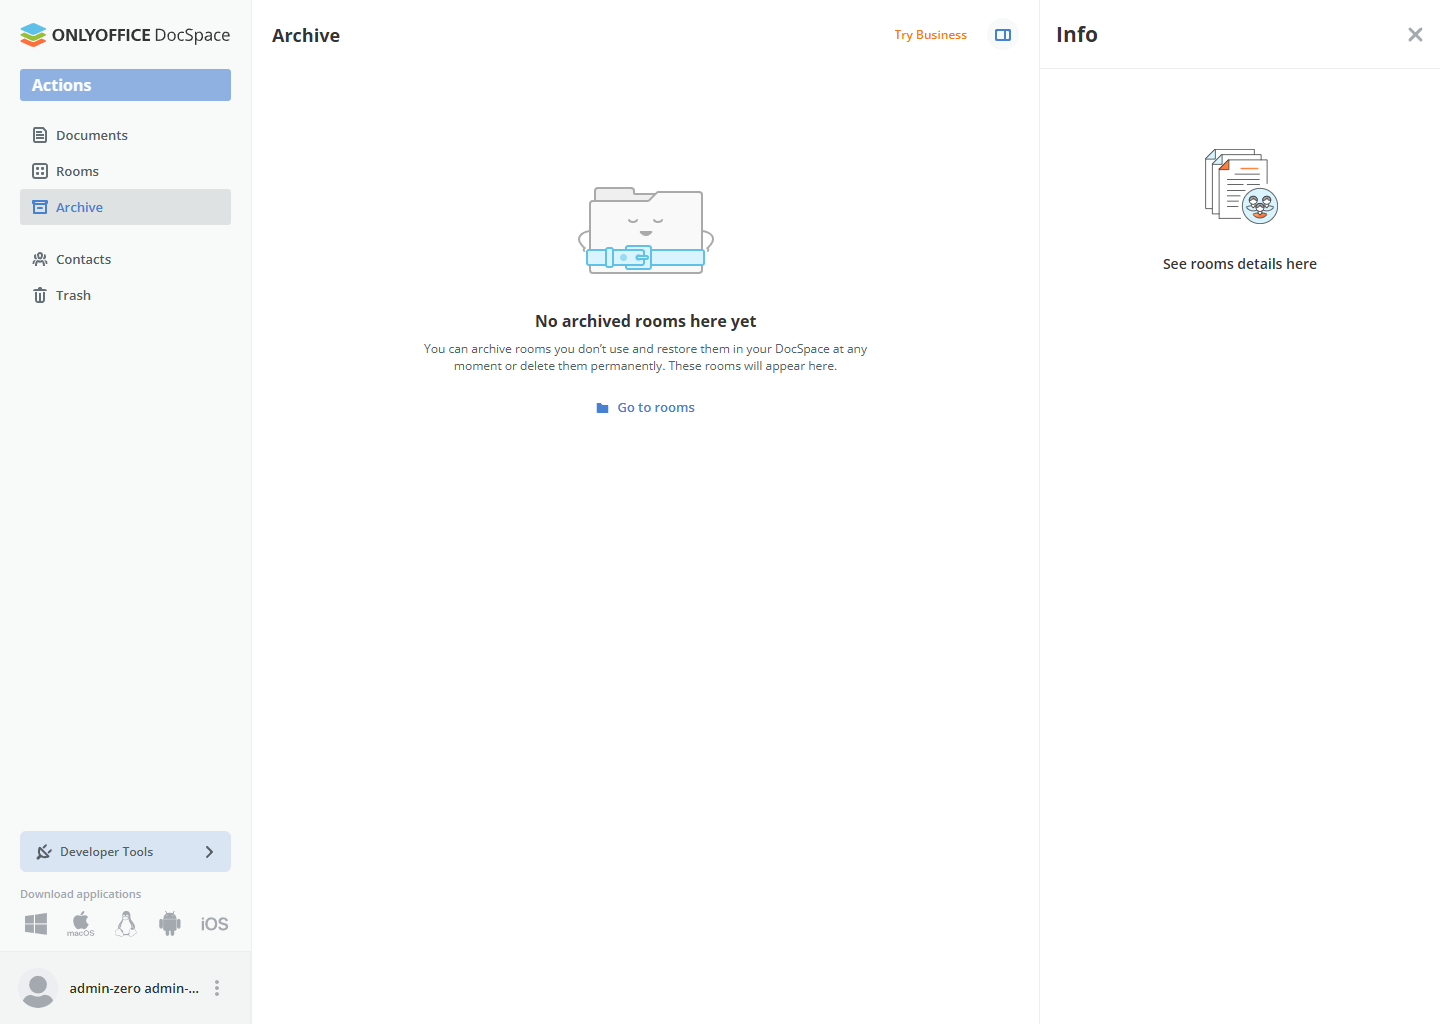 ONLYOFFICE DocSpace
Actions
Documents
Rooms
Archive
Contacts
Trash
Developer Tools
Download applications
macOS
iOS
admin-zero admin-...
Archive
Try Business
No archived rooms here yet
You can archive rooms you don't use and restore them in your DocSpace at any
moment or delete them permanently. These rooms will appear here.
Go to rooms
Info
See rooms details here